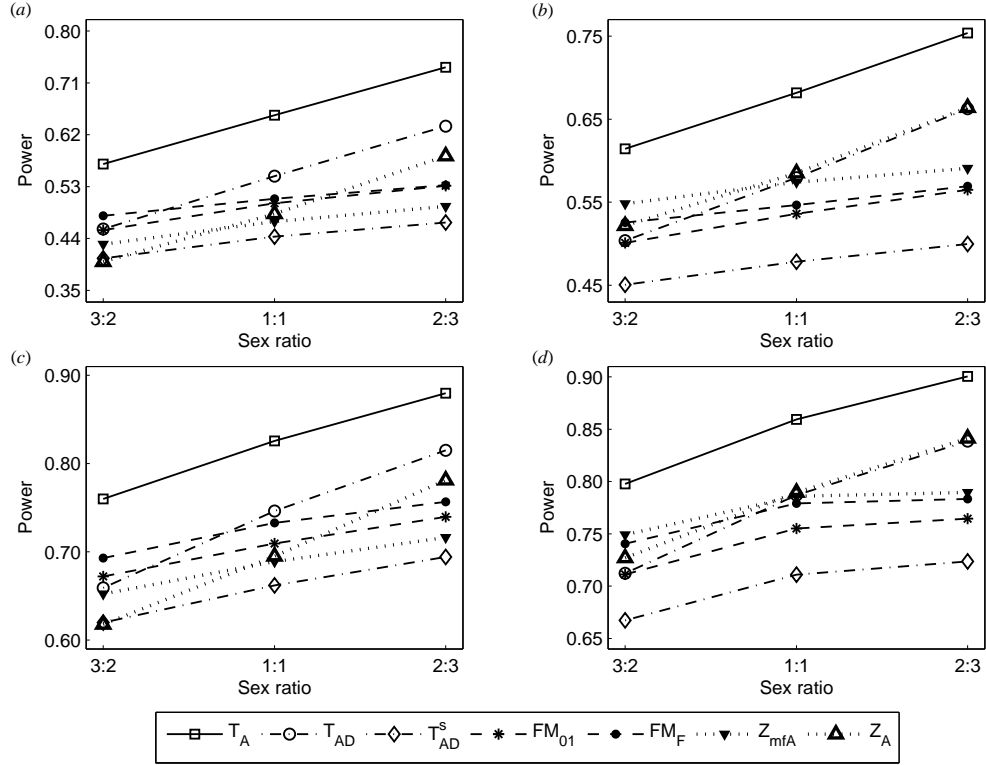 (a)
0.80
0.71
0.62
0.53
0.44
0.35
Power
3:2 1:1 2:3
Sex ratio
(b)
0.75
0.65
0.55
0.45
Power
3:2 1:1 2:3
Sex ratio
(c)
0.90
0.80
0.70
0.60
Power
3:2 1:1 2:3
Sex ratio
(d)
0.90
0.85
0.80
0.75
0.70
0.65
Power
3:2 1:1 2:3
Sex ratio
T_A T_AD T^s_AD FM_01 FM_F Z_mfA Z_A